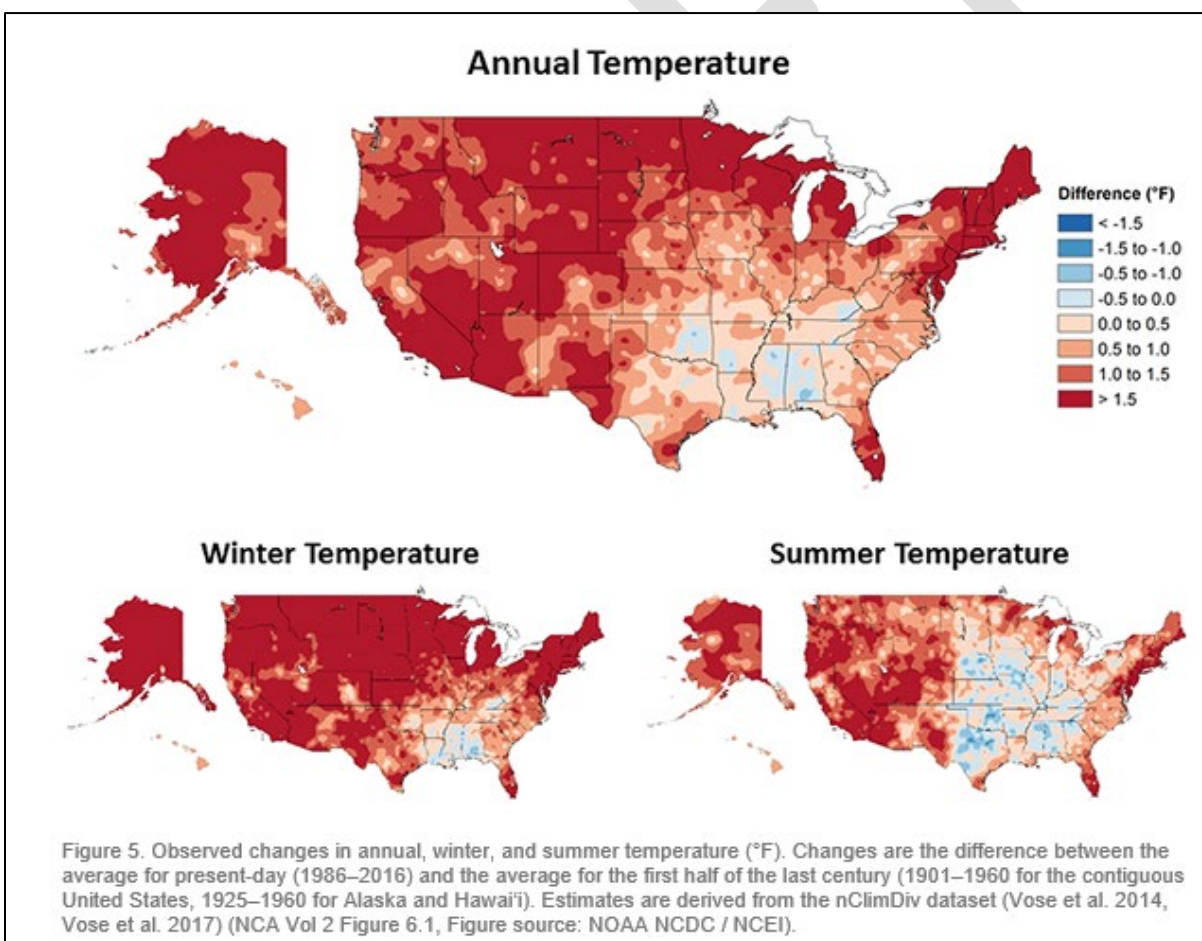 Annual Temperature
Difference (°F)
< -1.5
-1.5 to -1.0
-0.5 to -1.0
-0.5 to 0.0
0.0 to 0.5
0.5 to 1.0
1.0 to 1.5
> 1.5
Winter Temperature
Summer Temperature
Figure 5. Observed changes in annual, winter, and summer temperature (°F). Changes are the difference between the
average for present-day (1986–2016) and the average for the first half of the last century (1901–1960 for the contiguous
United States, 1925–1960 for Alaska and Hawai'i). Estimates are derived from the nClimDiv dataset (Vose et al. 2014,
Vose et al. 2017) (NCA Vol 2 Figure 6.1, Figure source: NOAA NCDC / NCEI).